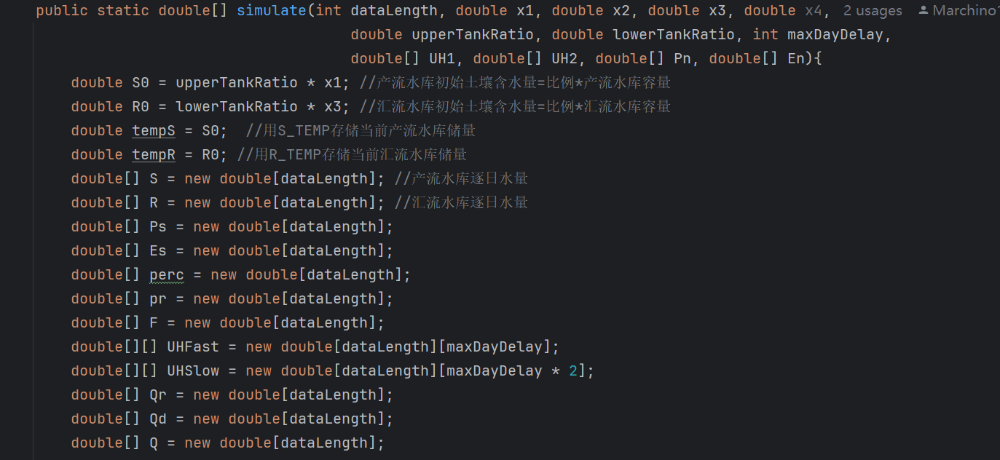 public static double[] simulate(int dataLength, double x1, double x2, double x3, double x4, 2 usages Marchino
double upperTankRatio, double lowerTankRatio, int maxDayDelay,
double[] UH1, double[] UH2, double[] Pn, double[] En){
double S0 = upperTankRatio * x1; //产流水库初始土壤含水量=比例*产流水库容量
double R0 = lowerTankRatio * x3; //汇流水库初始土壤含水量=比例*汇流水库容量
double tempS = S0; //用S_TEMP存储当前产流水库储量
double tempR = R0; //用R_TEMP存储当前汇流水库储量
double[] S = new double[dataLength]; //产流水库逐日水量
double[] R = new double[dataLength]; //汇流水库逐日水量
double[] Ps = new double[dataLength];
double[] Es = new double[dataLength];
double[] perc = new double[dataLength];
double[] pr = new double[dataLength];
double[] F = new double[dataLength];
double[][] UHFast = new double[dataLength][maxDayDelay];
double[][] UHSlow = new double[dataLength][maxDayDelay * 2];
double[] Qr = new double[dataLength];
double[] Qd = new double[dataLength];
double[] Q = new double[dataLength];